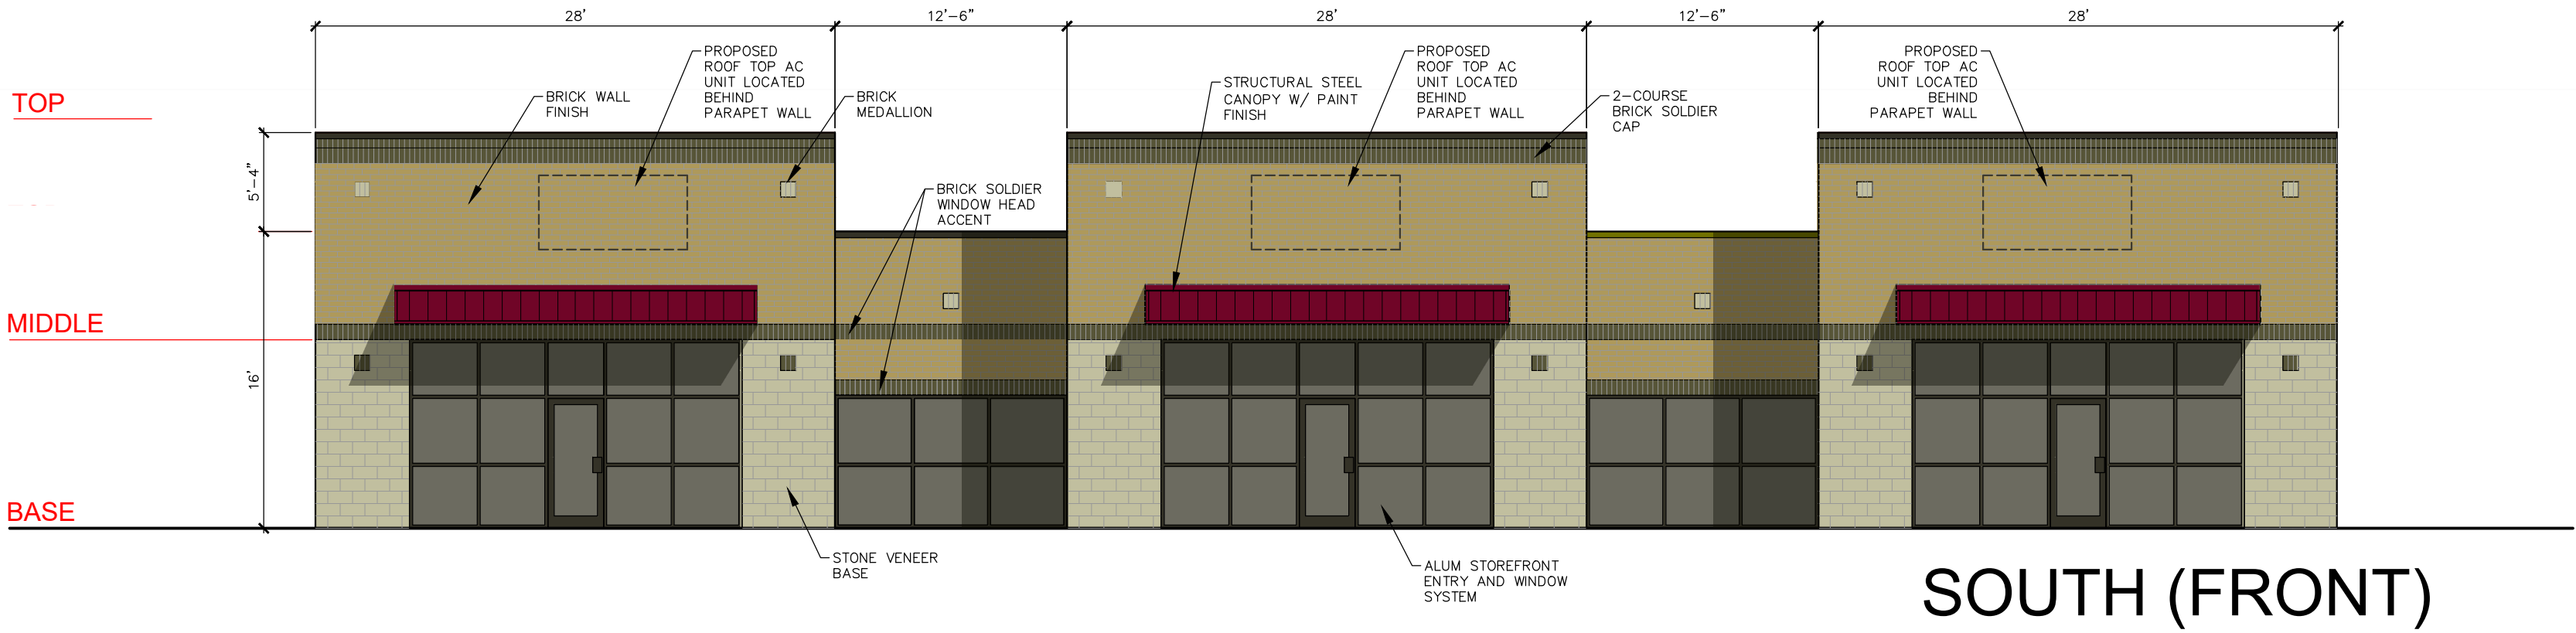 28’
12’-6”
28’
12’-6”
28’
PROPOSED
ROOF TOP AC
UNIT LOCATED
BEHIND
PARAPET WALL
PROPOSED
ROOF TOP AC
UNIT LOCATED
BEHIND
PARAPET WALL
PROPOSED
ROOF TOP AC
UNIT LOCATED
BEHIND
PARAPET WALL
TOP
BRICK WALL
FINISH
BRICK
MEDALLION
STRUCTURAL STEEL
CANOPY W/ PAINT
FINISH
2-COURSE
BRICK SOLDIER
CAP
5’-4”
BRICK SOLDIER
WINDOW HEAD
ACCENT
MIDDLE
16’
BASE
STONE VENEER
BASE
ALUM STOREFRONT
ENTRY AND WINDOW
SYSTEM
SOUTH (FRONT)